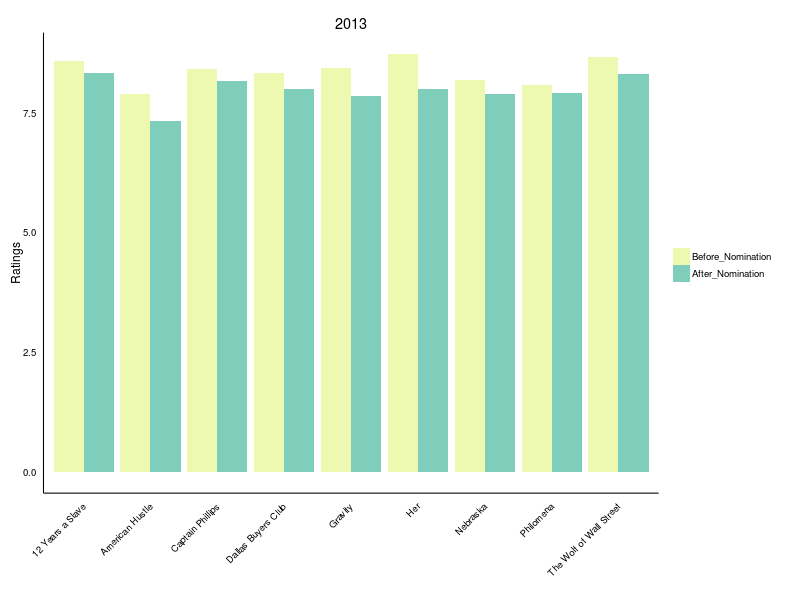 2013
Ratings
7.5
5.0
2.5
0.0
12 Years a Slave
American Hustle
Captain Phillips
Dallas Buyers Club
Gravity
Her
Nebraska
Philomena
The Wolf of Wall Street
Before_Nomination
After_Nomination